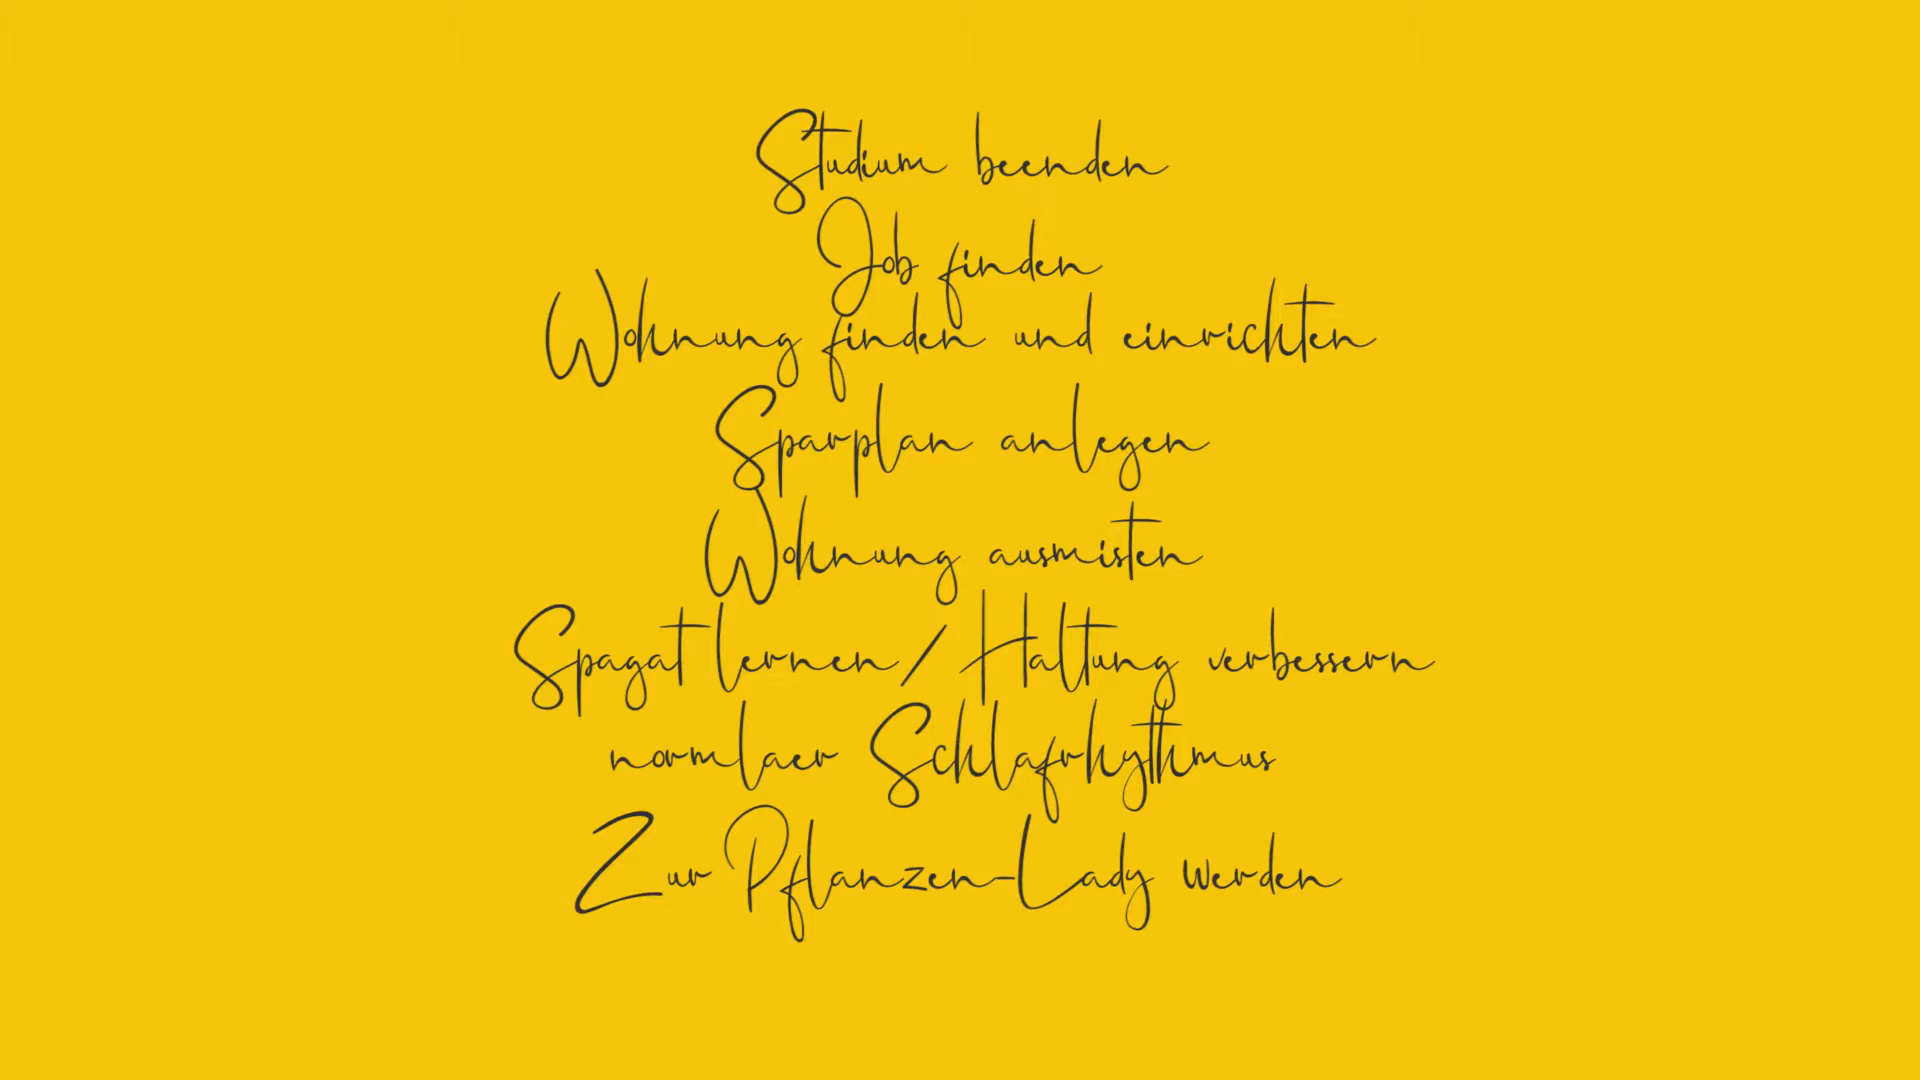 Studium beenden
Job finden
Wohnung finden und einrichten
Sparplan anlegen
Wohnung ausmisten
Spagat lernen/ Haltung verbessern
normlaer Schlafrhythmus
Zur Pflanzen-Lady werden